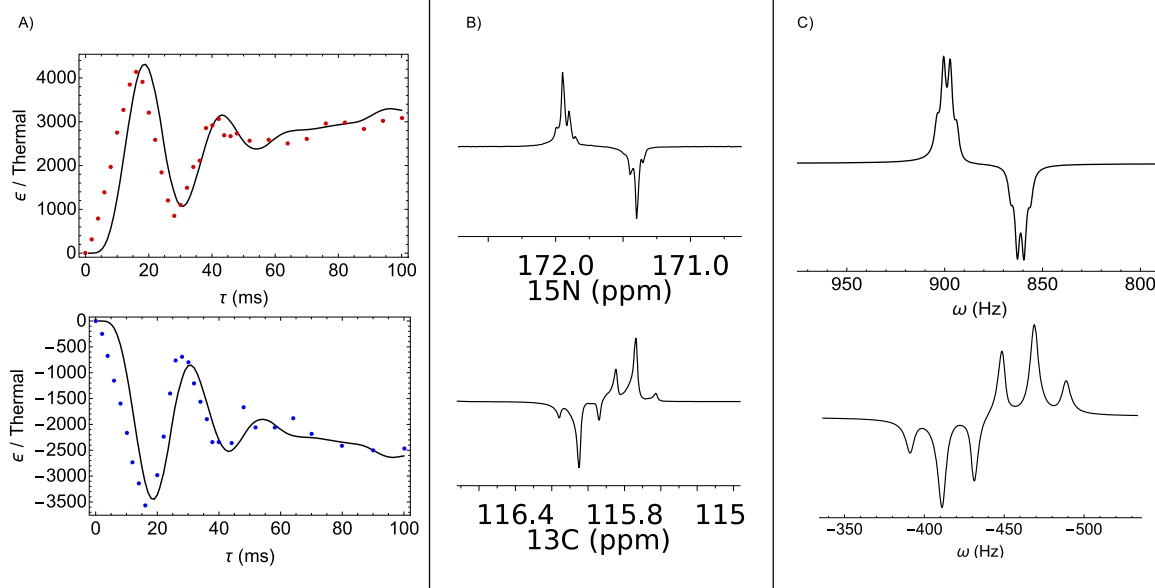 A)
ϵ / Thermal
4000
3000
2000
1000
0
0 20 40 60 80 100
τ (ms)
ϵ / Thermal
0
−500
−1000
−1500
−2000
−2500
−3000
−3500
0 20 40 60 80 100
τ (ms)
B)
172.0 171.0
15N (ppm)
116.4 115.8 115
13C (ppm)
C)
950 900 850 800
ω (Hz)
−350 −400 −450 −500
ω (Hz)